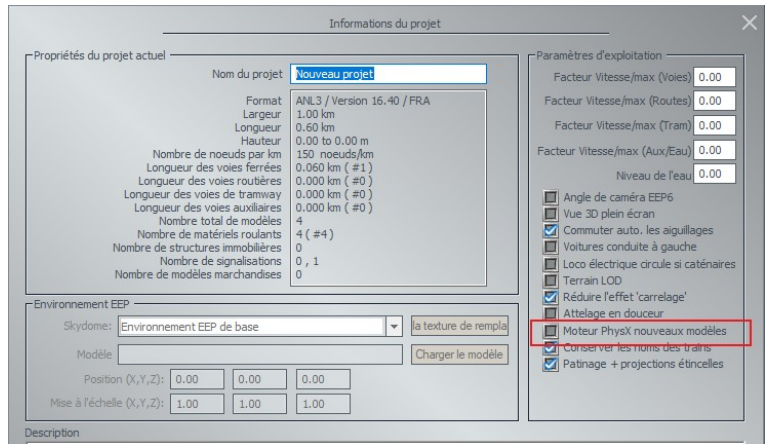 Informations du projet
Propriétés du projet actuel
Nom du projet Nouveau projet
Format ANL3 / Version 16.40 / FRA
Largeur 1.00 km
Longueur 0.60 km
Hauteur 0.00 to 0.00 m
Nombre de noeuds par km 150 noeuds/km
Longueur des voies ferrées 0.060 km ( #1 )
Longueur des voies routières 0.000 km ( #0 )
Longueur des voies de tramway 0.000 km ( #0 )
Longueur des voies auxiliaires 0.000 km ( #0 )
Nombre total de modèles 4
Nombre de matériels roulants 4 ( #4 )
Nombre de structures immobilières 0
Nombre de signalisations 0 , 1
Nombre de modèles marchandises 0
Environnement EEP
Skydome: Environnement EEP de base la texture de rempla
Modèle Charger le modèle
Position (X,Y,Z): 0.00 0.00 0.00
Mise à l'échelle (X,Y,Z): 1.00 1.00 1.00
Description
Paramètres d'exploitation
Facteur Vitesse/max (Voies) 0.00
Facteur Vitesse/max (Routes) 0.00
Facteur Vitesse/max (Tram) 0.00
Facteur Vitesse/max (Aux/Eau) 0.00
Niveau de l'eau 0.00
Angle de caméra EEP6
Vue 3D plein écran
Commuter auto. les aiguillages
Voitures conduite à gauche
Loco électrique circule si caténaires
Terrain LOD
Réduire l'effet 'carrelage'
Attelage en douceur
Moteur PhysX nouveaux modèles
Conserver les noms des trains
Patinage + projections étincelles